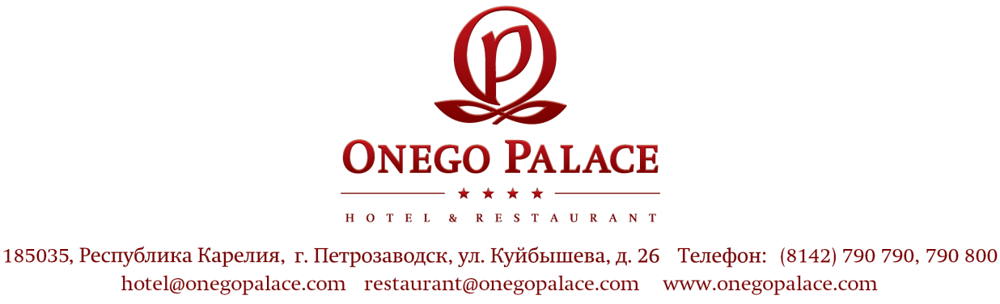 ONEGO PALACE
HOTEL & RESTAURANT
185035, Республика Карелия, г. Петрозаводск, ул. Куйбышева, д. 26 Телефон: (8142) 790 790, 790 800
hotel@onegopalace.com restaurant@onegopalace.com www.onegopalace.com